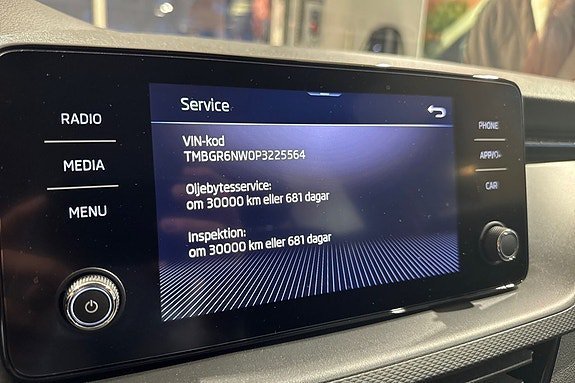 RADIO
MEDIA
MENU
Service
VIN-kod
TMBGR6NW0P3225564
Oljebytesservice:
om 30000 km eller 681 dagar
Inspektion:
om 30000 km eller 681 dagar
PHONE
CAR